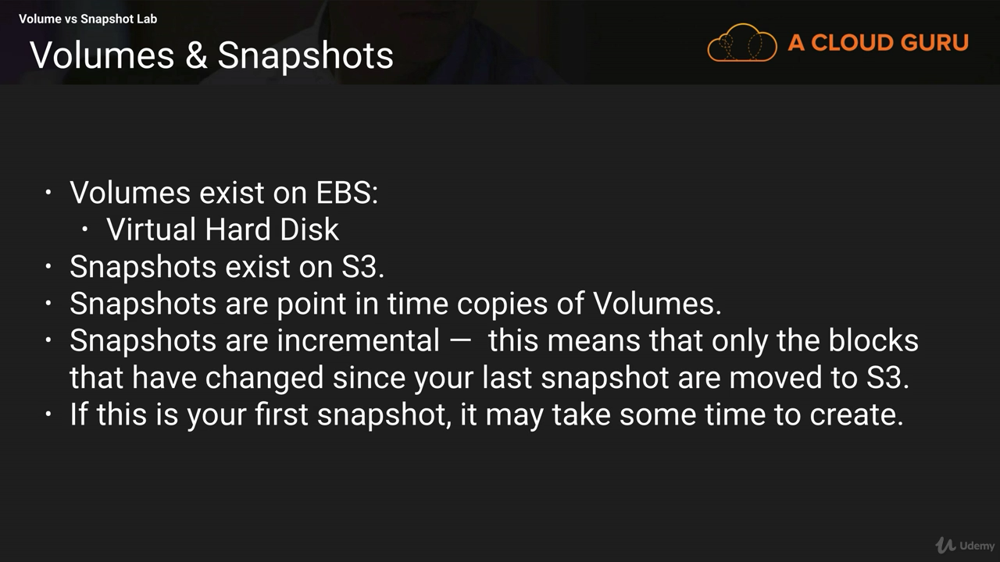 Volume vs Snapshot Lab
Volumes & Snapshots
A CLOUD GURU
• Volumes exist on EBS:
• Virtual Hard Disk
• Snapshots exist on S3.
• Snapshots are point in time copies of Volumes.
• Snapshots are incremental — this means that only the blocks
that have changed since your last snapshot are moved to S3.
• If this is your first snapshot, it may take some time to create.
Udemy